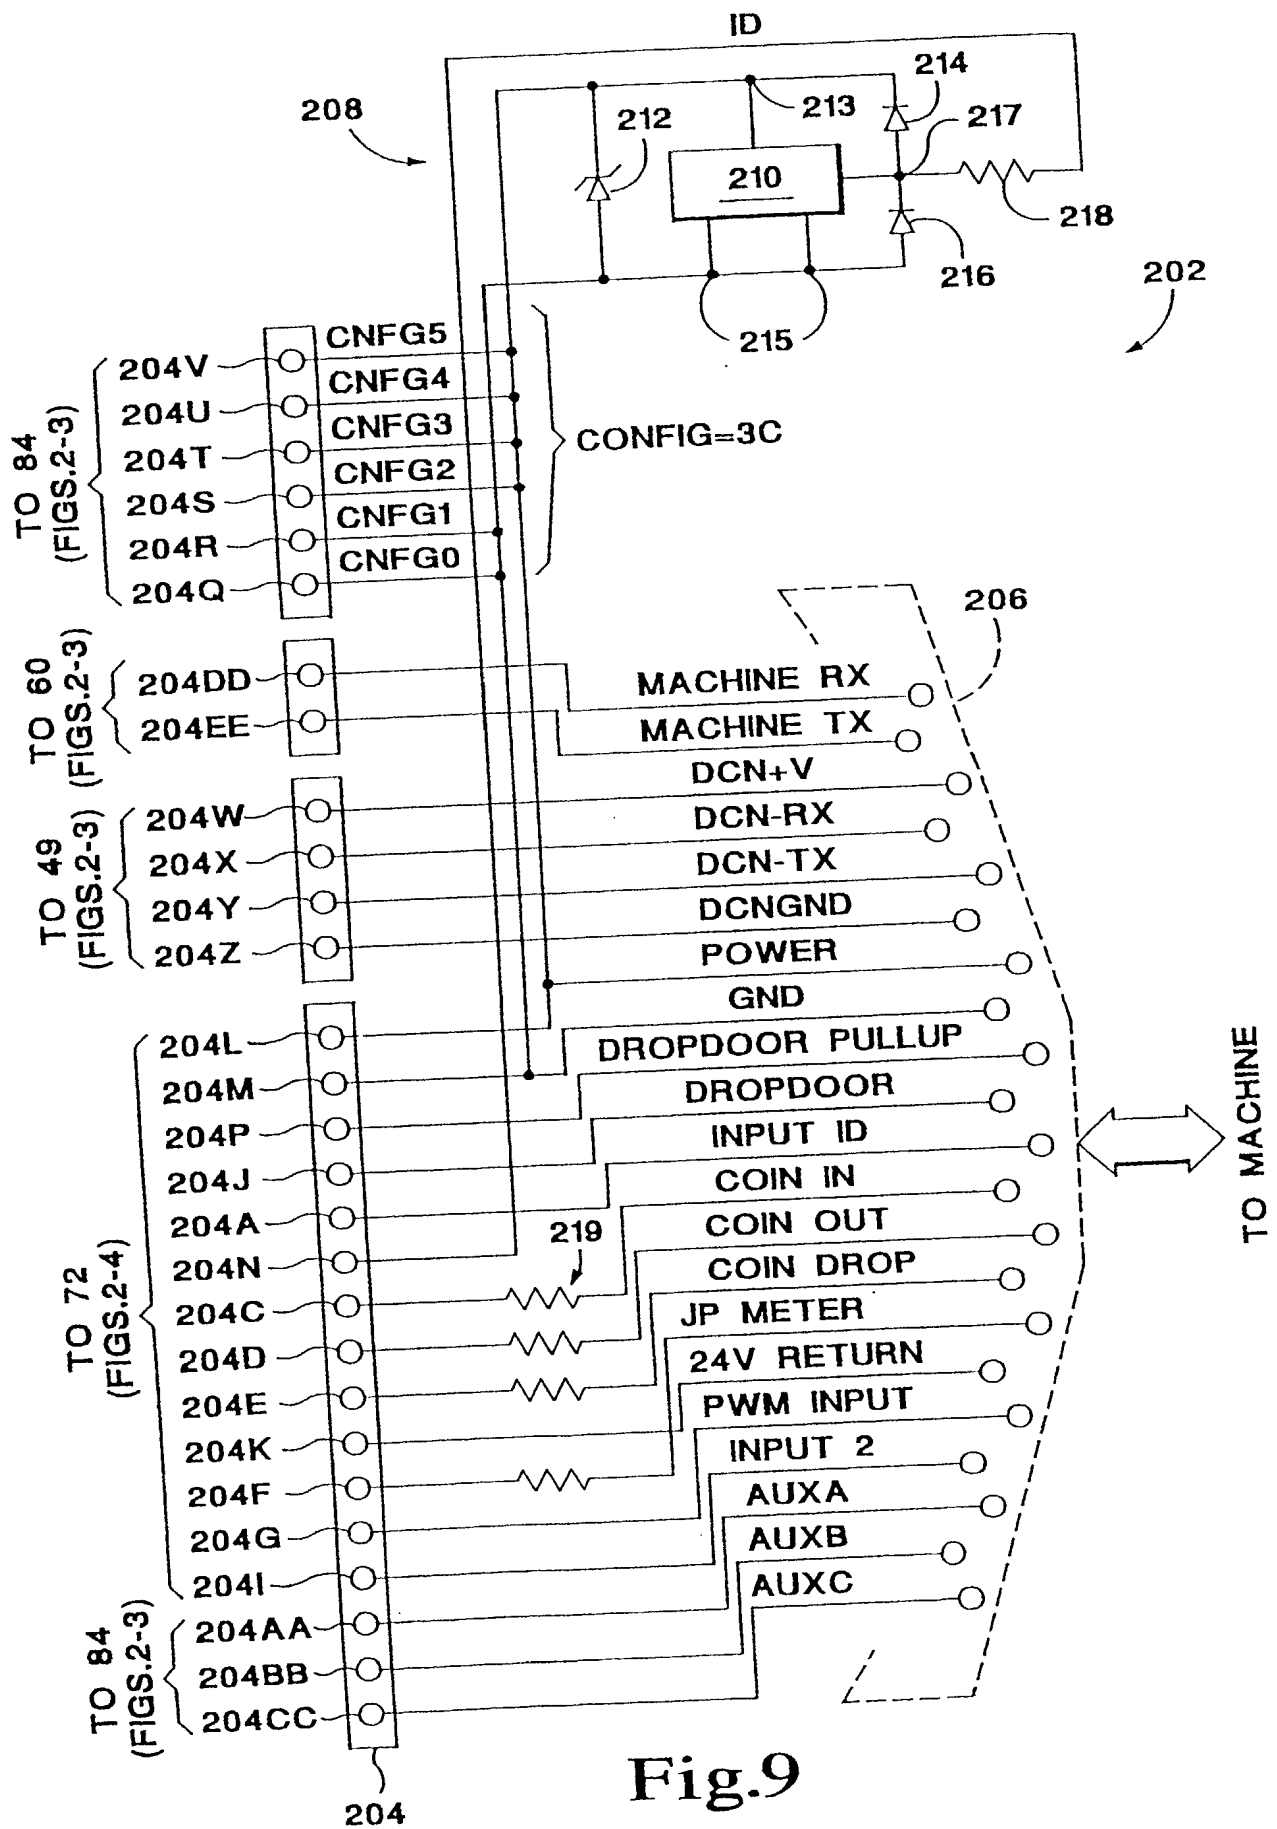 ID
208
212
213
214
217
210
218
216
215
202
CNFG5
204V
CNFG4
204U
CNFG3
204T
CONFIG=3C
CNFG2
204S
CNFG1
204R
CNFG0
204Q
TO 84
(FIGS.2-3)
206
204DD
MACHINE RX
204EE
MACHINE TX
TO 60
(FIGS.2-3)
DCN+V
204W
DCN-RX
204X
DCN-TX
204Y
DCNGND
204Z
TO 49
(FIGS.2-3)
POWER
GND
204L
DROPDOOR PULLUP
204M
DROPDOOR
204P
INPUT ID
204J
COIN IN
204A
COIN OUT
204N
219
COIN DROP
204C
JP METER
204D
24V RETURN
204E
PWM INPUT
204K
INPUT 2
204F
AUXA
204G
AUXB
204I
AUXC
TO 72
(FIGS.2-4)
TO MACHINE
204AA
204BB
204CC
TO 84
(FIGS.2-3)
204
Fig.9